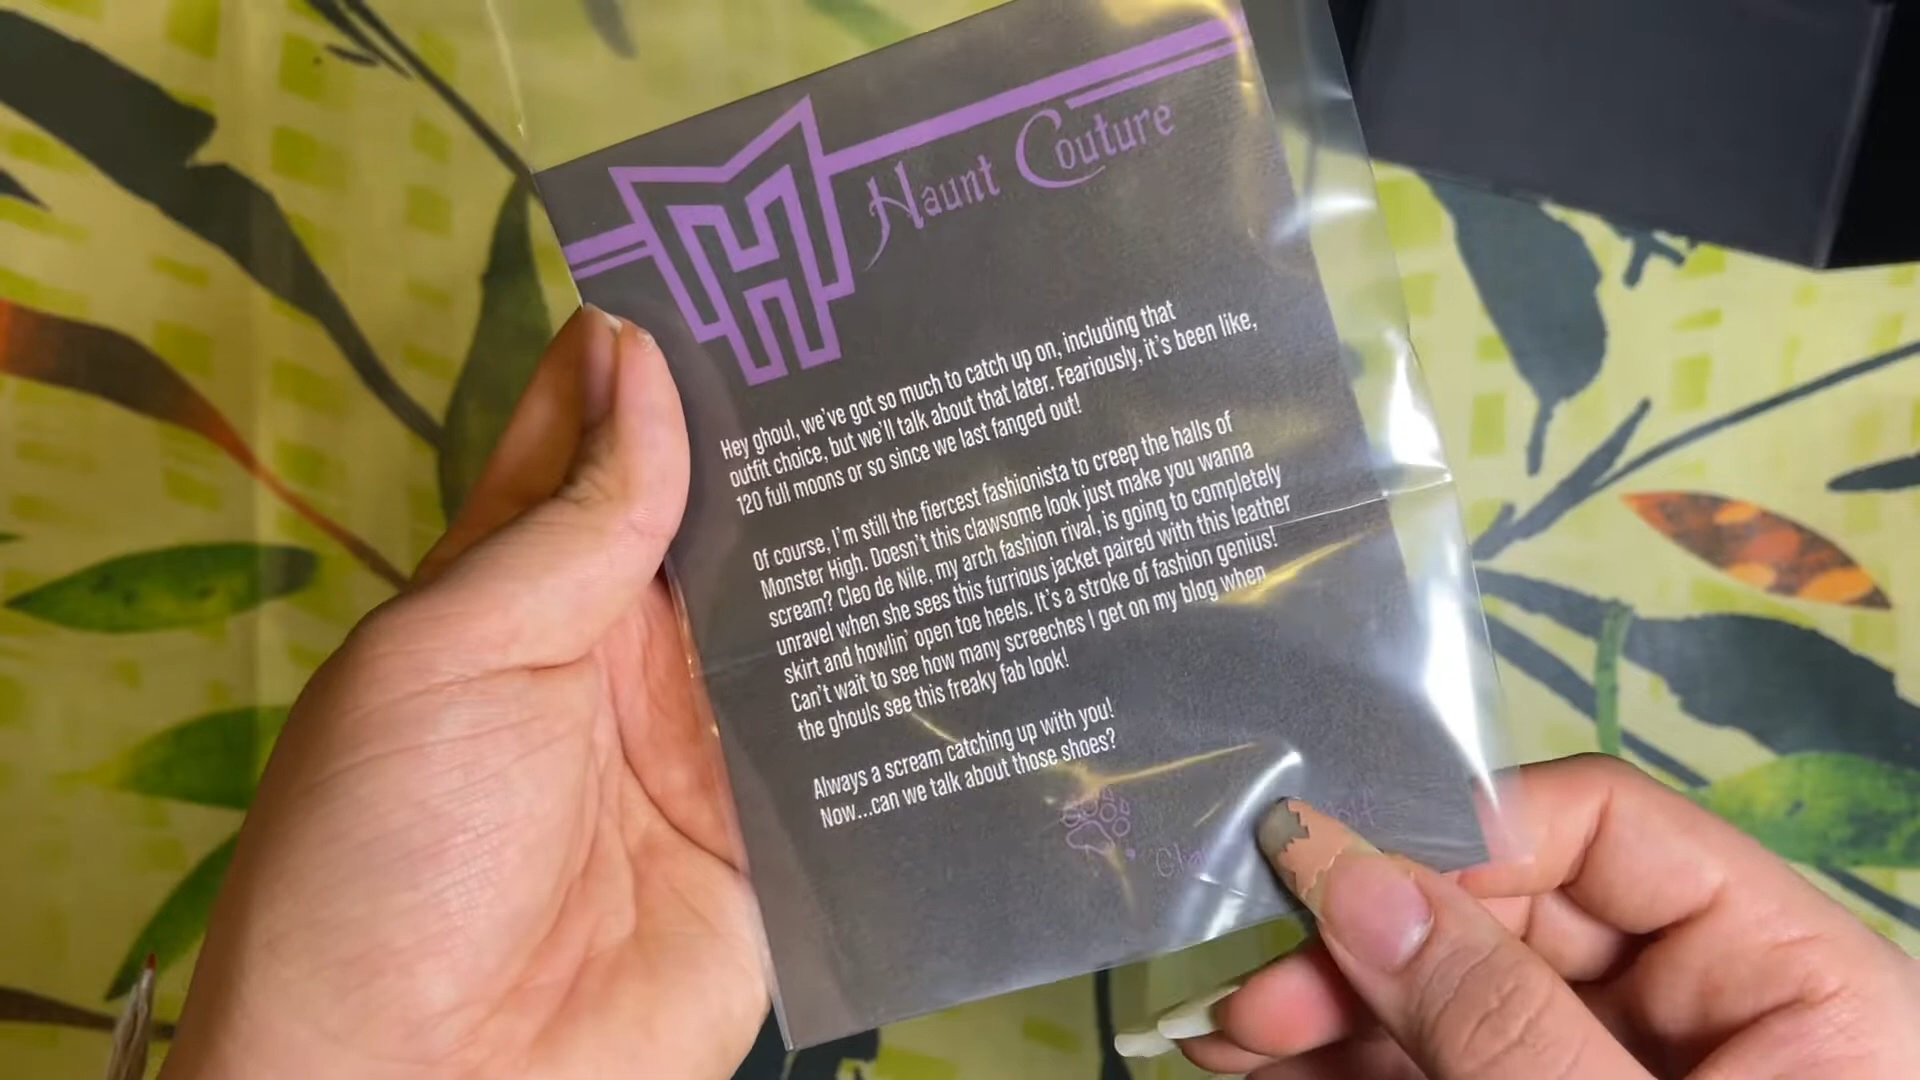 MH
Haunt Couture
Hey ghoul, we've got so much to catch up on, including that
outfit choice, but we'll talk about that later. Feariously, it's been like,
120 full moons or so since we last fanged out!
Of course, I'm still the fiercest fashionista to creep the halls of
Monster High. Doesn't this clawsome look just make you wanna
scream? Cleo de Nile, my arch fashion rival, is going to completely
unravel when she sees this furrious jacket paired with this leather
skirt and howlin' open toe heels. It's a stroke of fashion genius!
Can't wait to see how many screeches I get on my blog when
the ghouls see this freaky fab look!
Always a scream catching up with you!
Now...can we talk about those shoes?